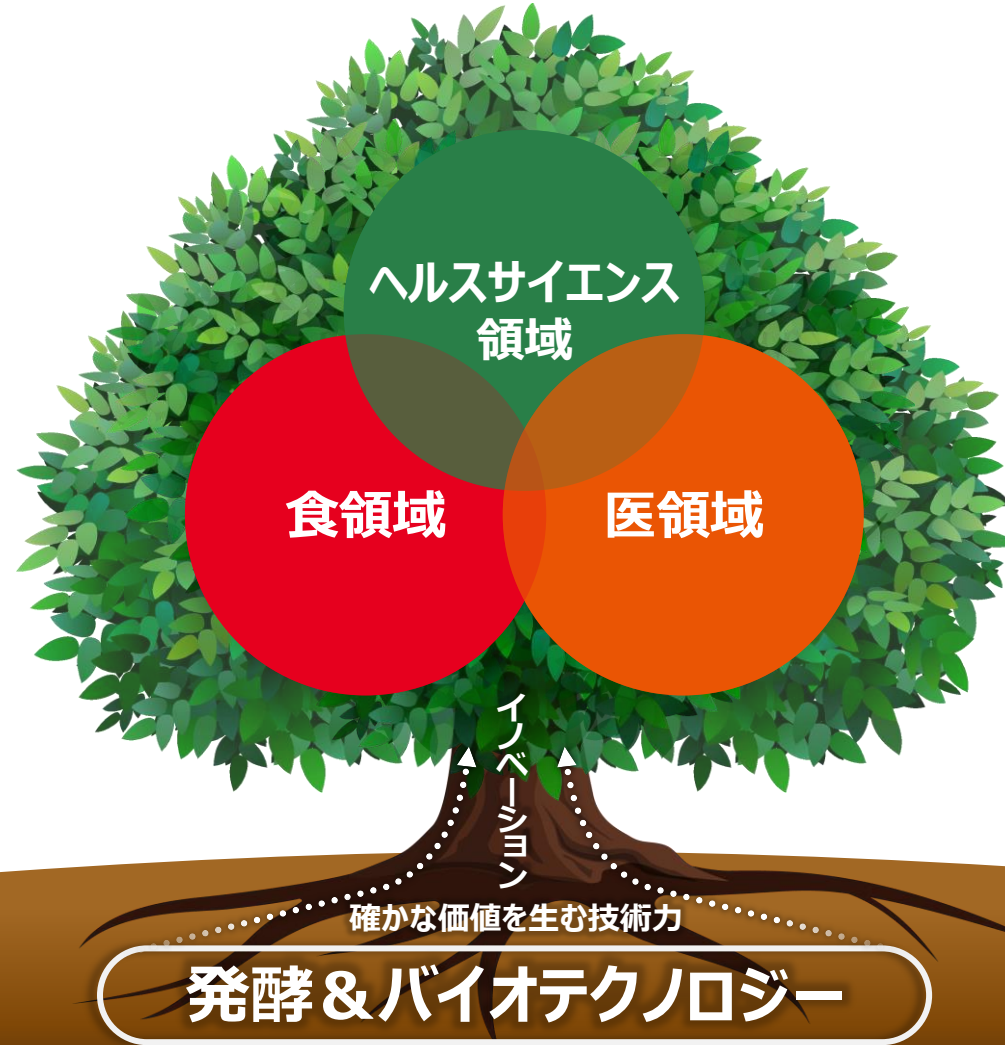 ヘルスサイエンス
領域
食領域
医領域
イノベーション
確かな価値を生む技術力
発酵&バイオテクノロジー